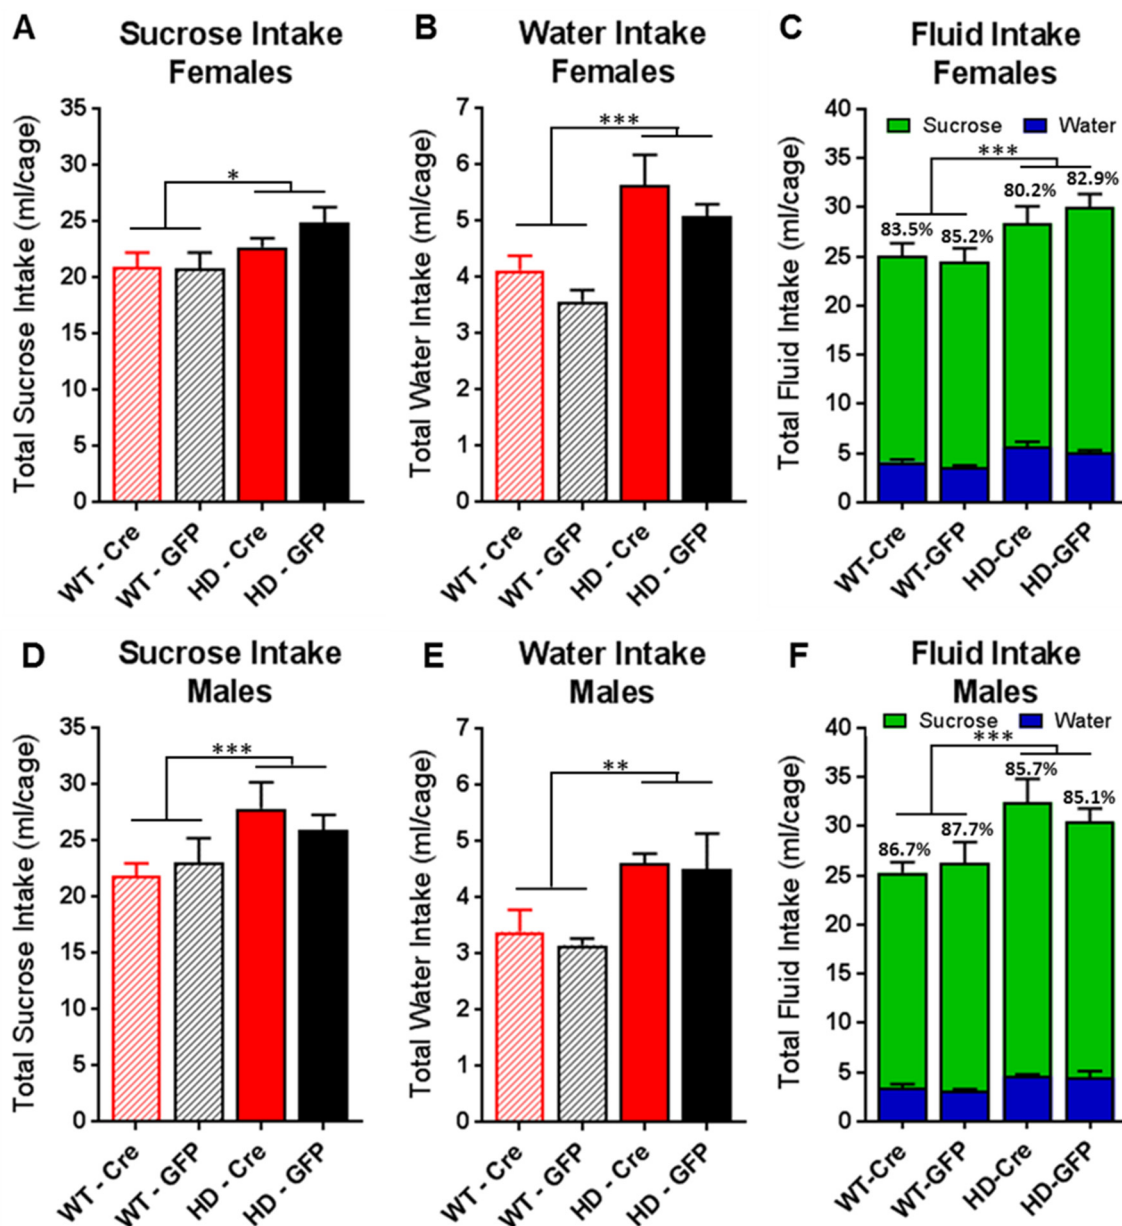 A
Sucrose Intake
Females
Total Sucrose Intake (ml/cage)
35
30
25
20
15
10
5
0
*
WT - Cre
WT - GFP
HD - Cre
HD - GFP
B
Water Intake
Females
Total Water Intake (ml/cage)
7
6
5
4
3
2
1
0
***
WT - Cre
WT - GFP
HD - Cre
HD - GFP
C
Fluid Intake
Females
Total Fluid Intake (ml/cage)
40
35
30
25
20
15
10
5
0
Sucrose Water
***
83.5%
85.2%
80.2%
82.9%
WT-Cre
WT-GFP
HD-Cre
HD-GFP
D
Sucrose Intake
Males
Total Sucrose Intake (ml/cage)
35
30
25
20
15
10
5
0
***
WT - Cre
WT - GFP
HD - Cre
HD - GFP
E
Water Intake
Males
Total Water Intake (ml/cage)
7
6
5
4
3
2
1
0
**
WT - Cre
WT - GFP
HD - Cre
HD - GFP
F
Fluid Intake
Males
Total Fluid Intake (ml/cage)
40
35
30
25
20
15
10
5
0
Sucrose Water
***
86.7%
87.7%
85.7%
85.1%
WT-Cre
WT-GFP
HD-Cre
HD-GFP